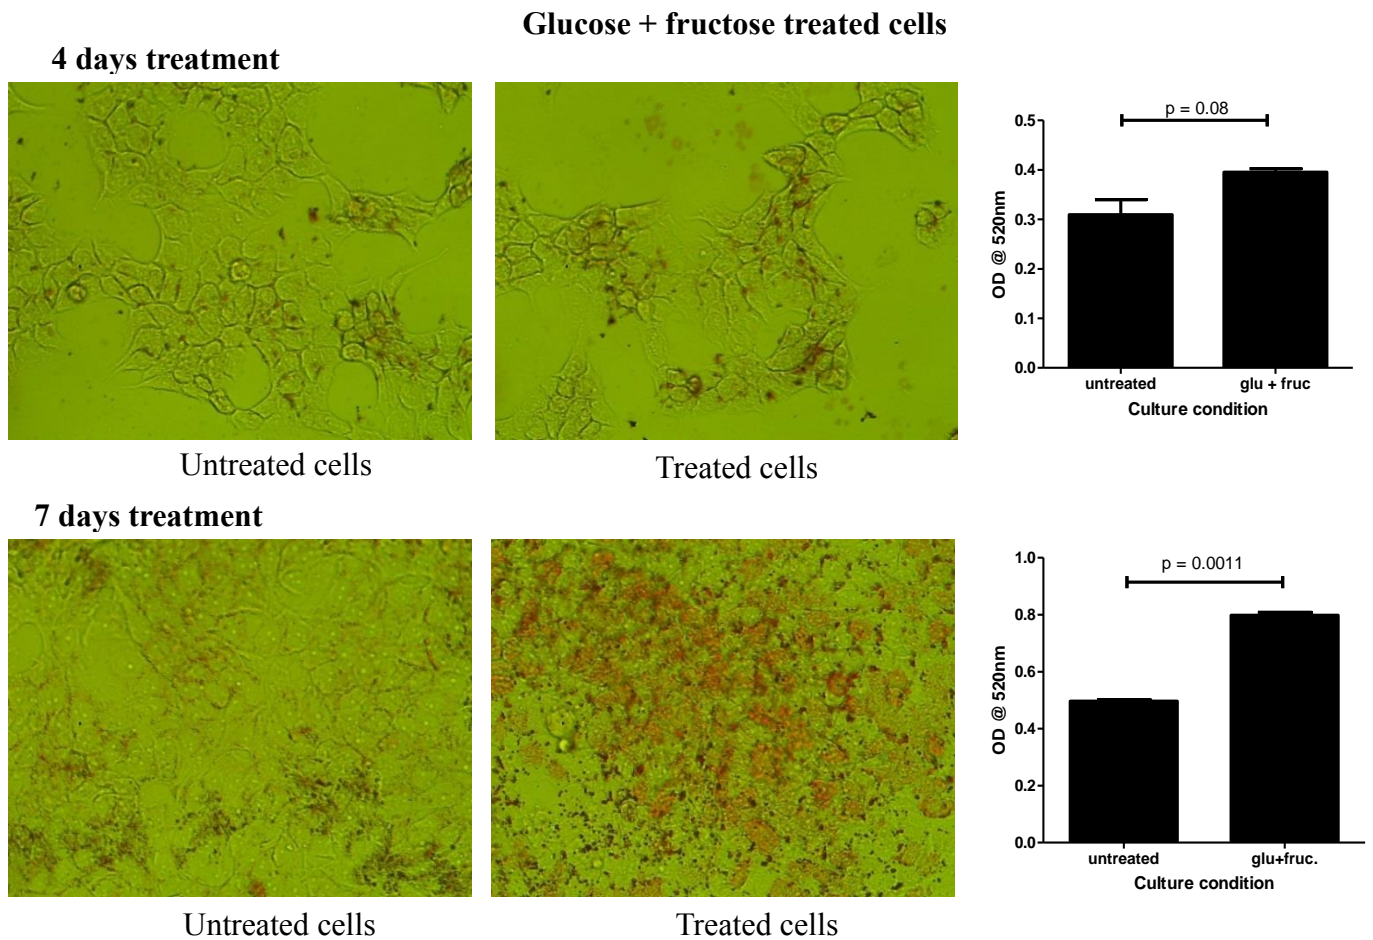 Glucose + fructose treated cells
4 days treatment
p = 0.08
0.5
0.4
0.3
0.2
0.1
0.0
OD @ 520nm
untreated glu + fruc
Culture condition
Untreated cells
Treated cells
7 days treatment
p = 0.0011
1.0
0.8
0.6
0.4
0.2
0.0
OD @ 520nm
untreated glu+fruc.
Culture condition
Untreated cells
Treated cells